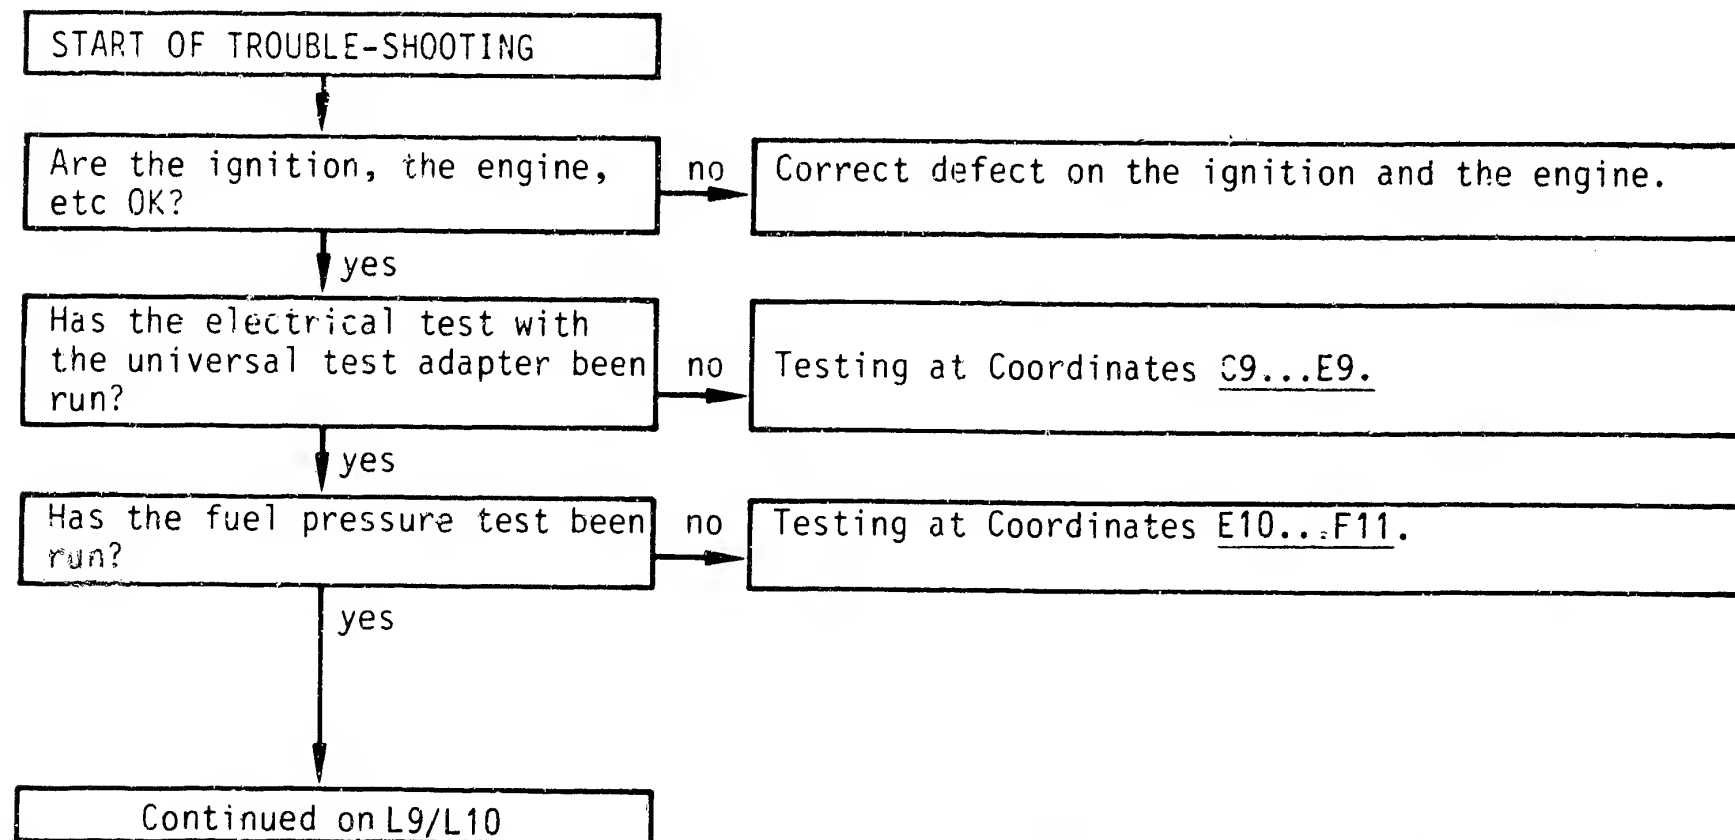 START OF TROUBLE-SHOOTING
Are the ignition, the engine,
etc OK?
no
Correct defect on the ignition and the engine.
yes
Has the electrical test with
the universal test adapter been
run?
no
Testing at Coordinates C9...E9.
yes
Has the fuel pressure test been
run?
no
Testing at Coordinates E10...F11.
yes
Continued on L9/L10